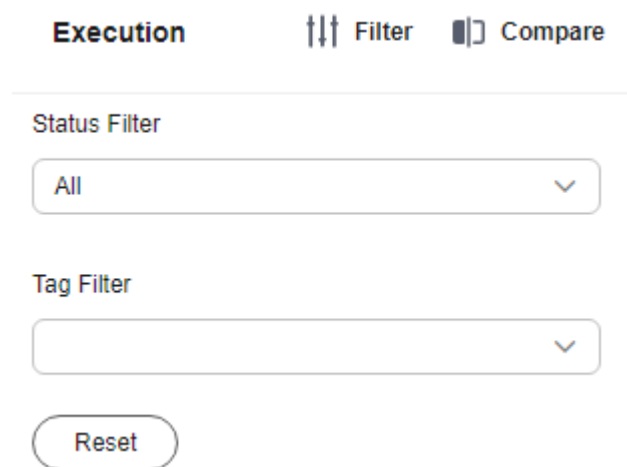 Execution Filter Compare
Status Filter
All
Tag Filter
Reset